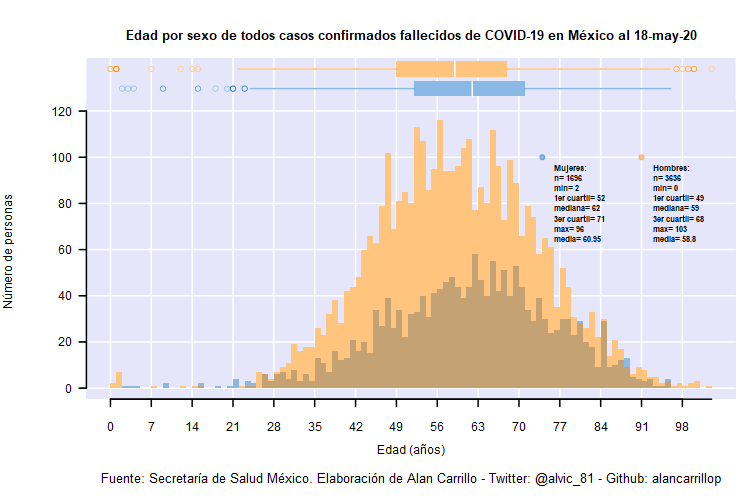 Edad por sexo de todos casos confirmados fallecidos de COVID-19 en México al 18-may-20
Número de personas
120
100
80
60
40
20
0
Mujeres:
n= 1696
min= 2
1er cuartil= 52
mediana= 62
3er cuartil= 71
max= 96
media= 60.95
Hombres:
n= 3636
min= 0
1er cuartil= 49
mediana= 59
3er cuartil= 68
max= 103
media= 58.8
0 7 14 21 28 35 42 49 56 63 70 77 84 91 98
Edad (años)
Fuente: Secretaría de Salud México. Elaboración de Alan Carrillo - Twitter: @alvic_81 - Github: alancarrillop